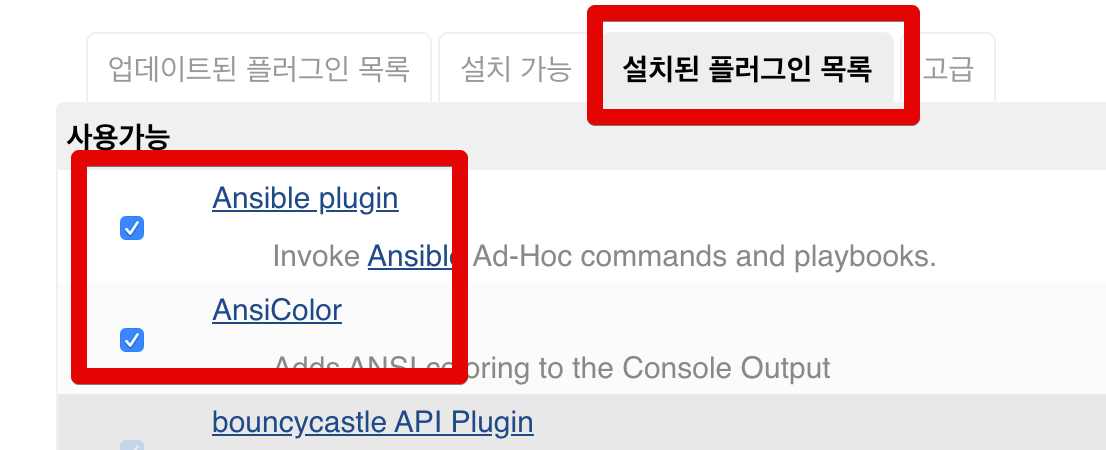 업데이트된 플러그인 목록 설치 가능 설치된 플러그인 목록 고급
사용가능
Ansible plugin
Invoke Ansible Ad-Hoc commands and playbooks.
AnsiColor
Adds ANSI coloring to the Console Output
bouncycastle API Plugin